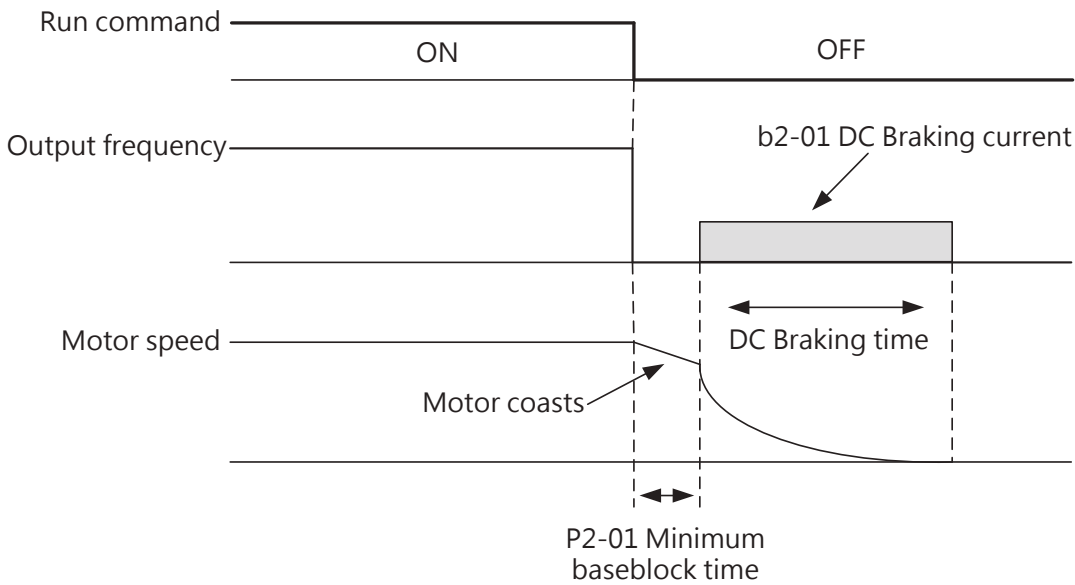 Run command
ON
OFF
Output frequency
b2-01 DC Braking current
Motor speed
DC Braking time
Motor coasts
P2-01 Minimum
baseblock time